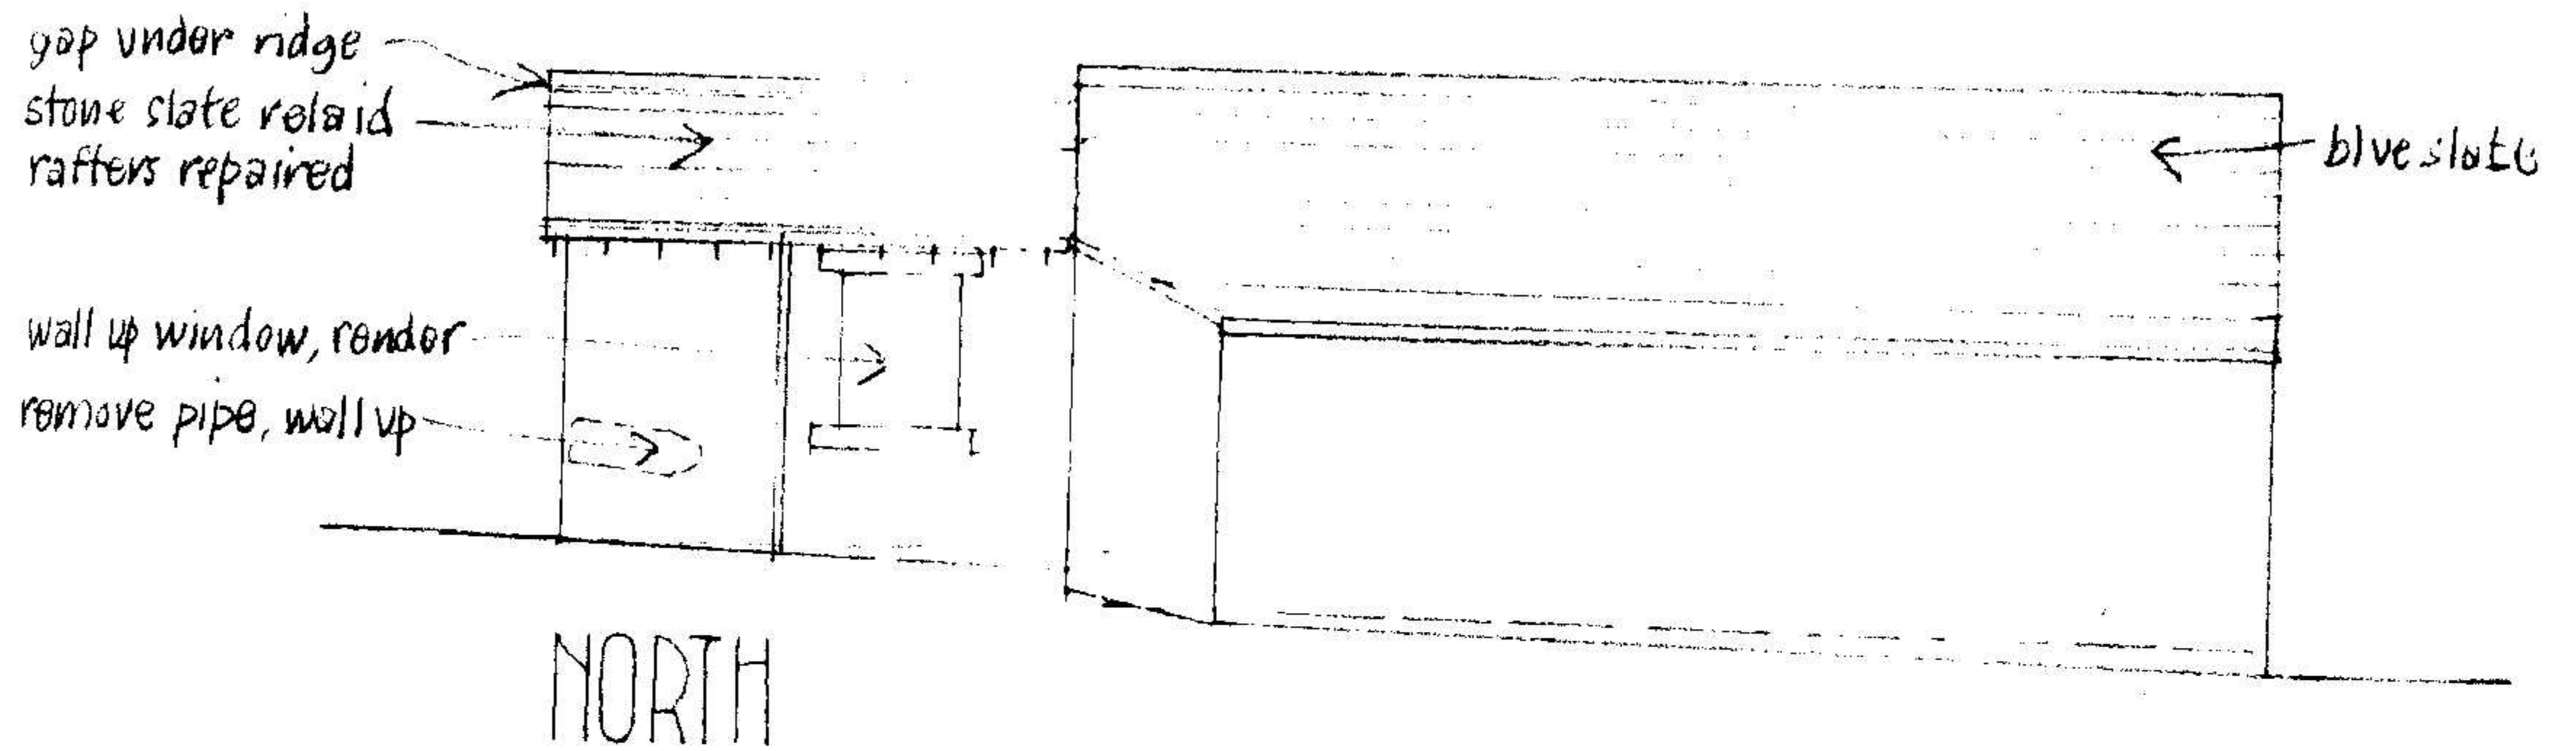 gap under ridge
stone slate relaid
rafters repaired
blue slate
wall up window, render
remove pipe, wall up
NORTH